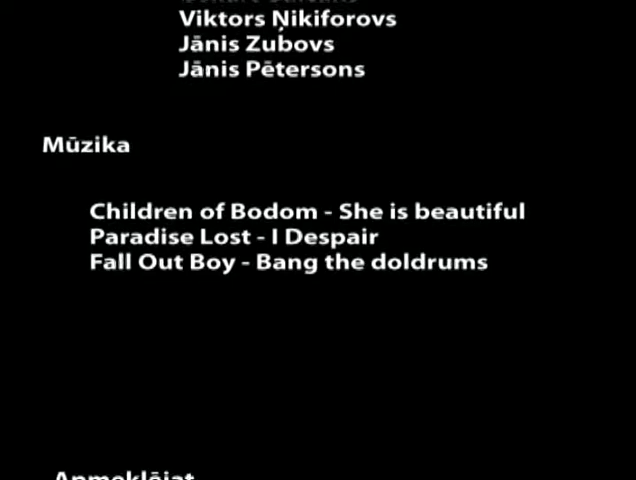 Viktors Ņikiforovs
Jānis Zubovs
Jānis Pētersons
Mūzika
Children of Bodom - She is beautiful
Paradise Lost - I Despair
Fall Out Boy - Bang the doldrums
Apmeklējat